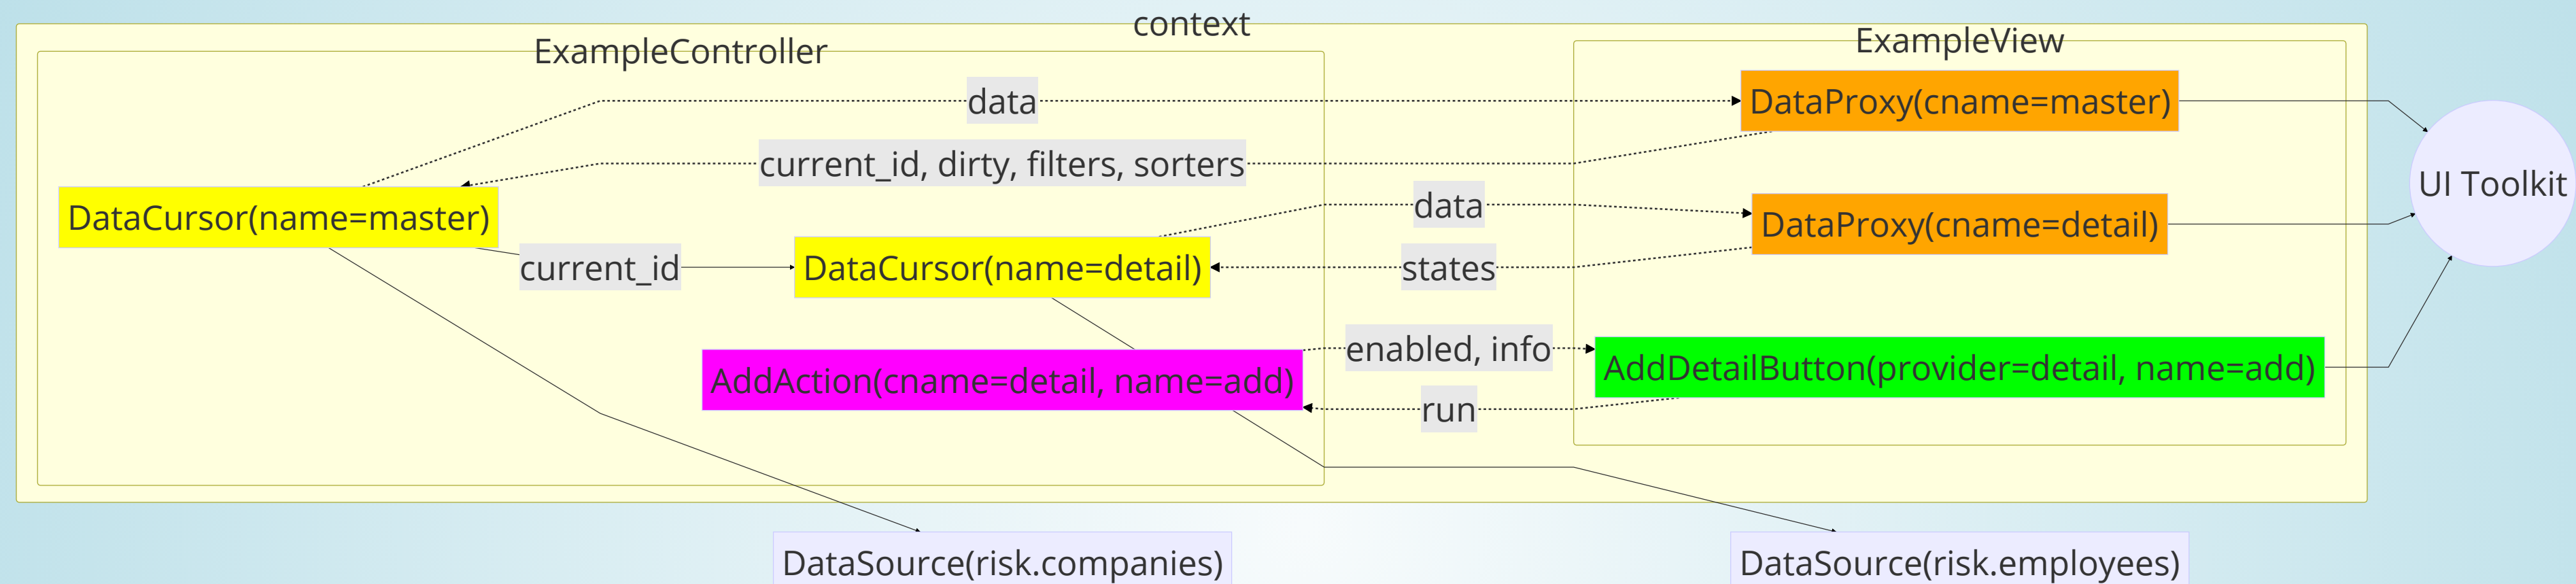 context
ExampleController
ExampleView
data
DataProxy(cname=master)
current_id, dirty, filters, sorters
UI Toolkit
DataCursor(name=master)
data
DataProxy(cname=detail)
current_id
DataCursor(name=detail)
states
enabled, info
AddAction(cname=detail, name=add)
AddDetailButton(provider=detail, name=add)
run
DataSource(risk.companies)
DataSource(risk.employees)